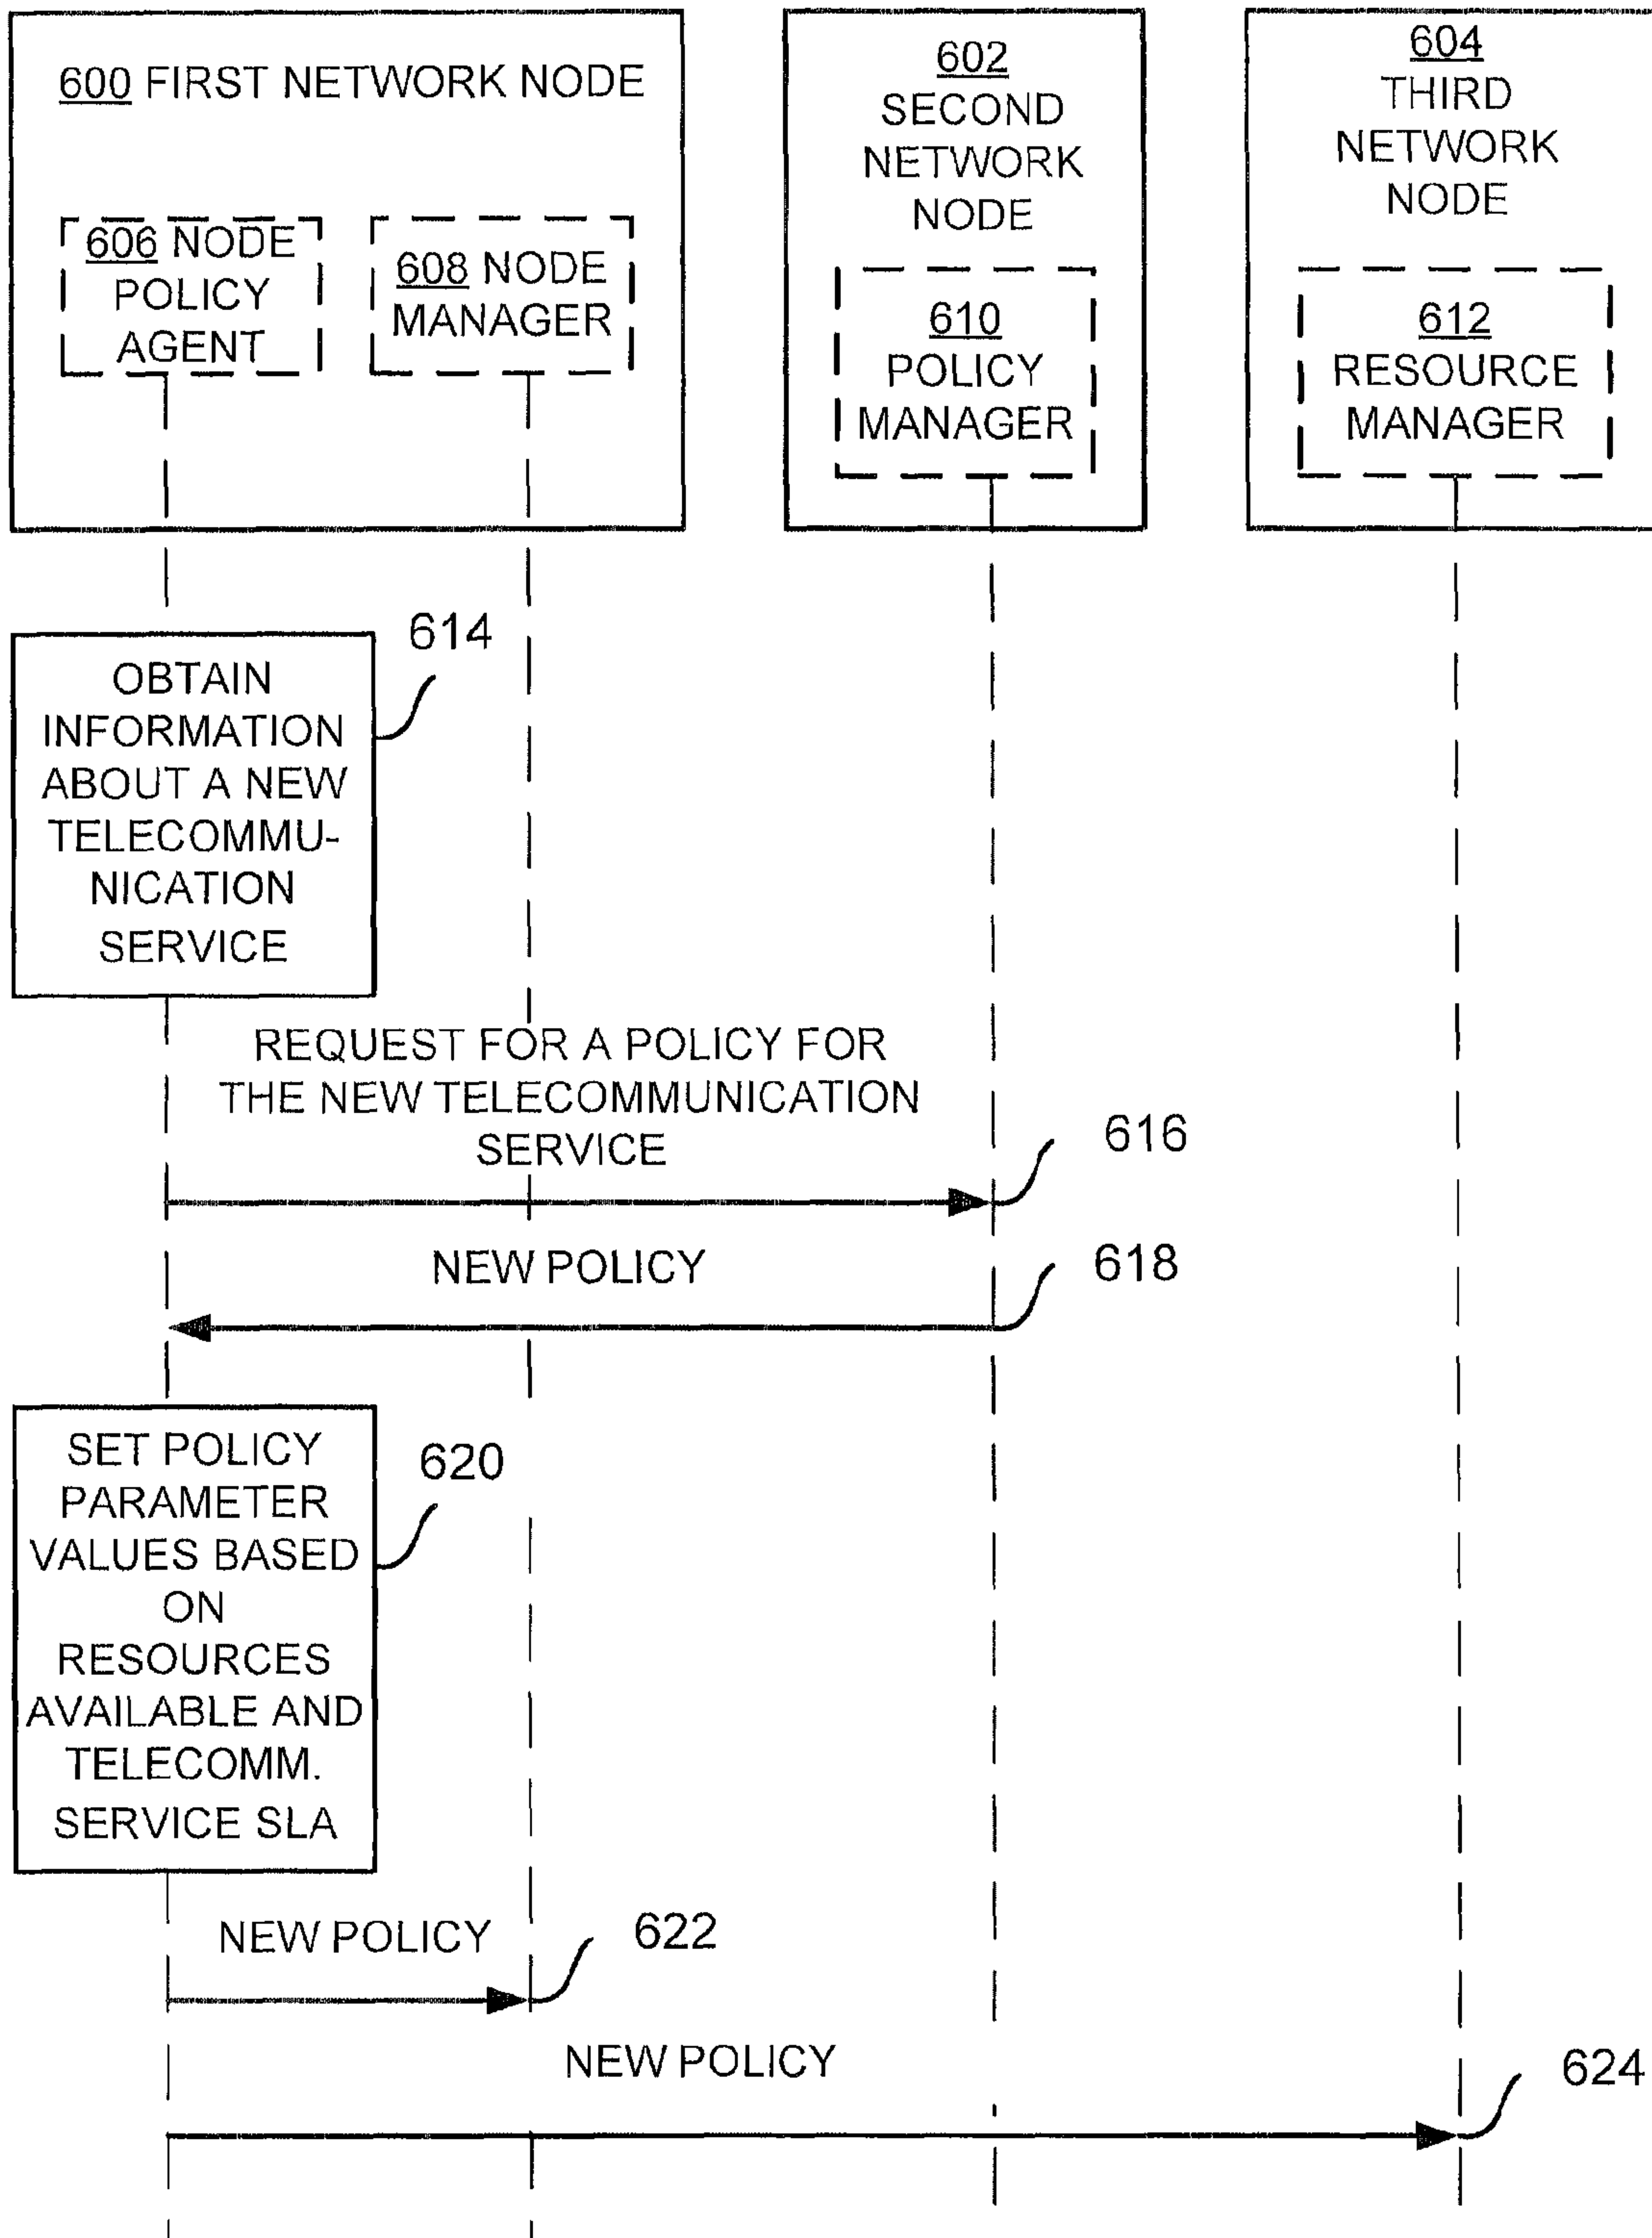 600 FIRST NETWORK NODE
606 NODE
POLICY
AGENT
608 NODE
MANAGER
602
SECOND
NETWORK
NODE
610
POLICY
MANAGER
604
THIRD
NETWORK
NODE
612
RESOURCE
MANAGER
614
OBTAIN
INFORMATION
ABOUT A NEW
TELECOMMU-
NICATION
SERVICE
REQUEST FOR A POLICY FOR
THE NEW TELECOMMUNICATION
SERVICE
616
NEW POLICY
618
SET POLICY
PARAMETER
VALUES BASED
ON
RESOURCES
AVAILABLE AND
TELECOMM.
SERVICE SLA
620
NEW POLICY
622
NEW POLICY
624